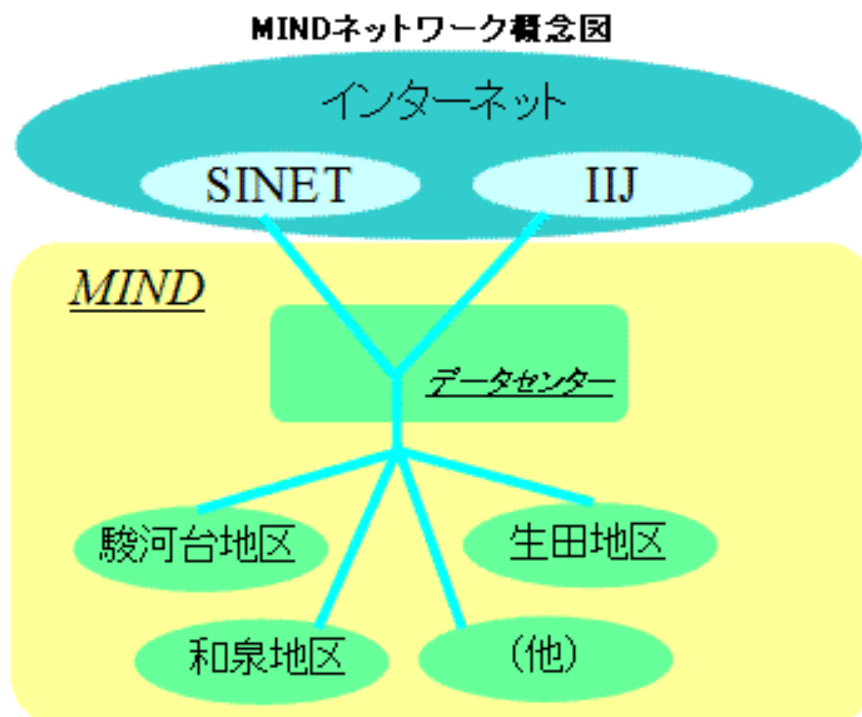 MINDネットワーク概念図
インターネット
SINET
IIJ
MIND
データセンター
駿河台地区
生田地区
和泉地区
(他)